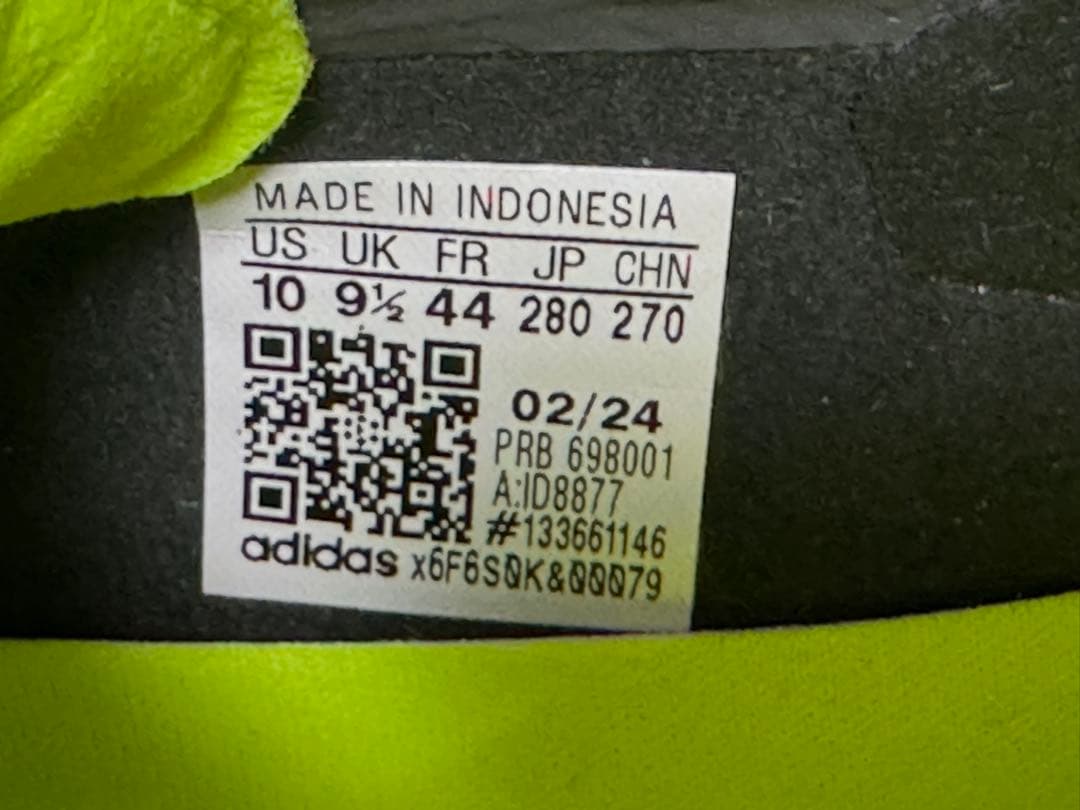 MADE IN INDONESIA
US UK FR JP CHN
10 9½ 44 280 270
02/24
PRB 698001
A:ID8877
#133661146
adidas x6F6S0K&00079